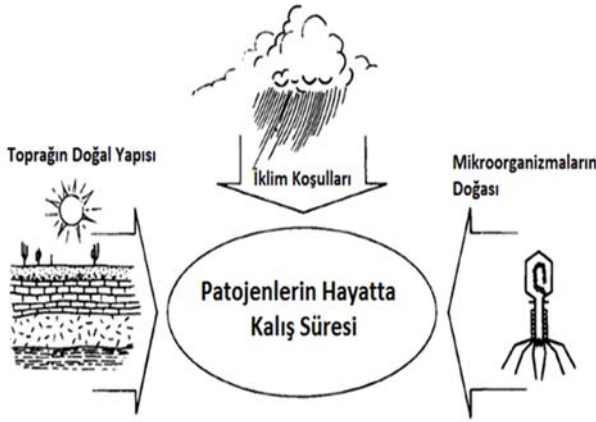 Toprağın Doğal Yapısı
İklim Koşulları
Mikroorganizmaların
Doğası
Patojenlerin Hayatta
Kalış Süresi